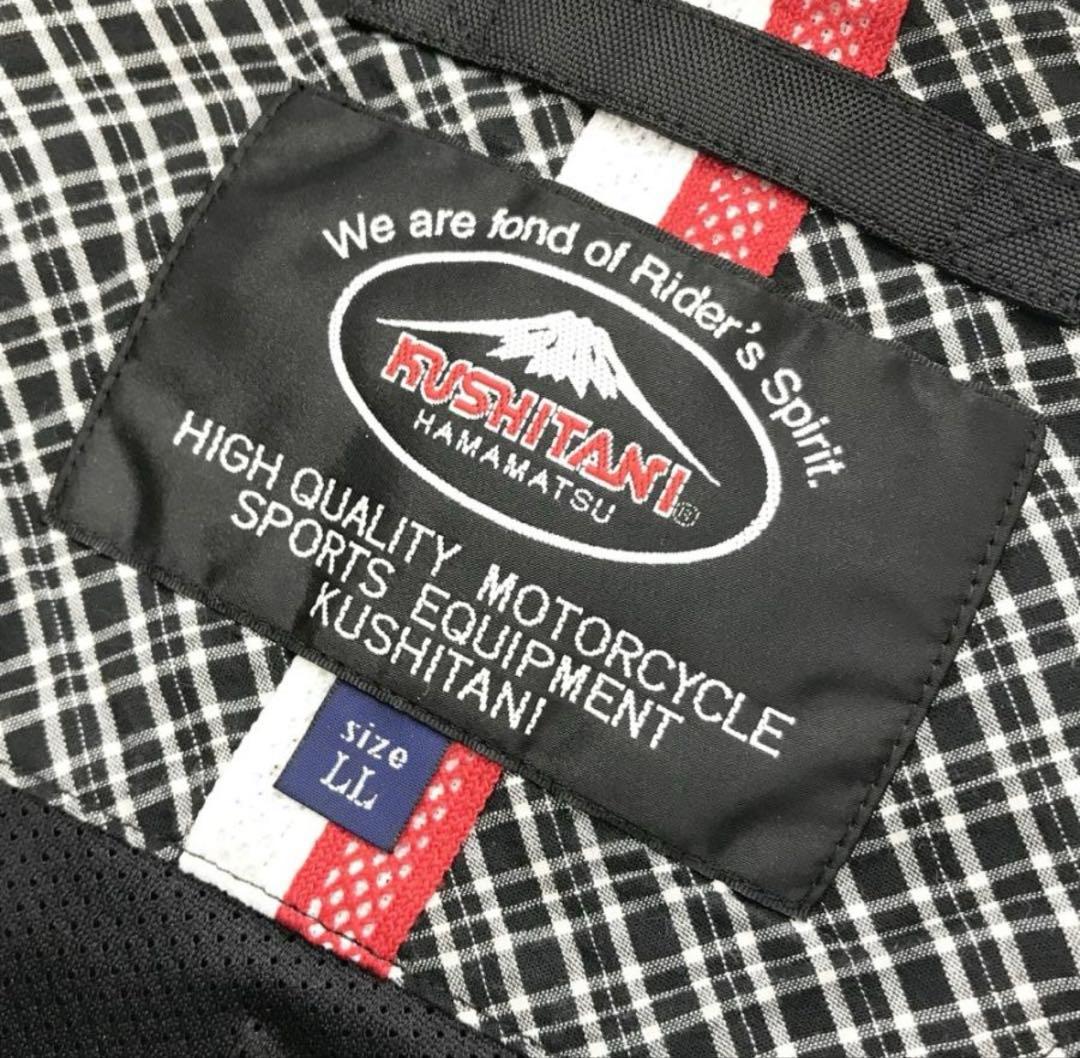 We are fond of Rider's Spirit.
KUSHITANI®
HAMAMATSU
HIGH QUALITY MOTORCYCLE
SPORTS EQUIPMENT
KUSHITANI
size
LL